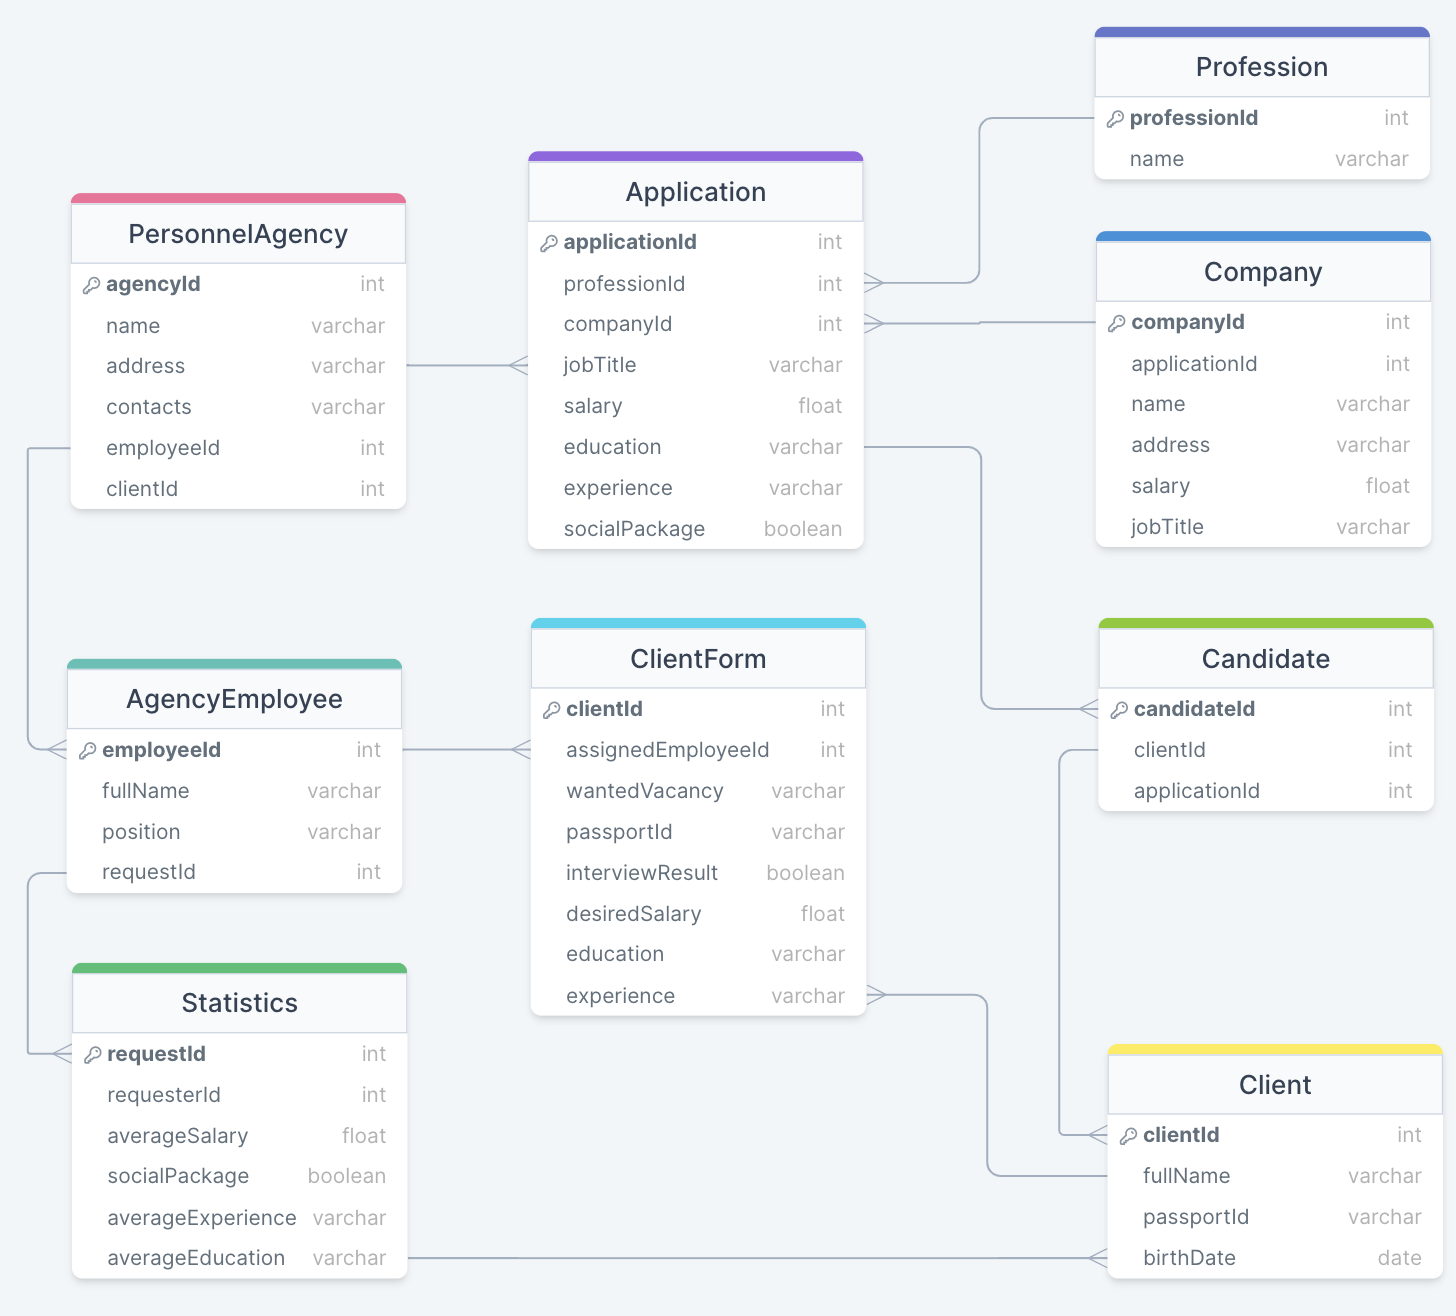 Profession
professionId int
name varchar
Application
applicationId int
professionId int
companyId int
jobTitle varchar
salary float
education varchar
experience varchar
socialPackage boolean
PersonnelAgency
agencyId int
name varchar
address varchar
contacts varchar
employeeId int
clientId int
Company
companyId int
applicationId int
name varchar
address varchar
salary float
jobTitle varchar
ClientForm
clientId int
assignedEmployeeId int
wantedVacancy varchar
passportId varchar
interviewResult boolean
desiredSalary float
education varchar
experience varchar
Candidate
candidateId int
clientId int
applicationId int
AgencyEmployee
employeeId int
fullName varchar
position varchar
requestId int
Statistics
requestId int
requesterId int
averageSalary float
socialPackage boolean
averageExperience varchar
averageEducation varchar
Client
clientId int
fullName varchar
passportId varchar
birthDate date